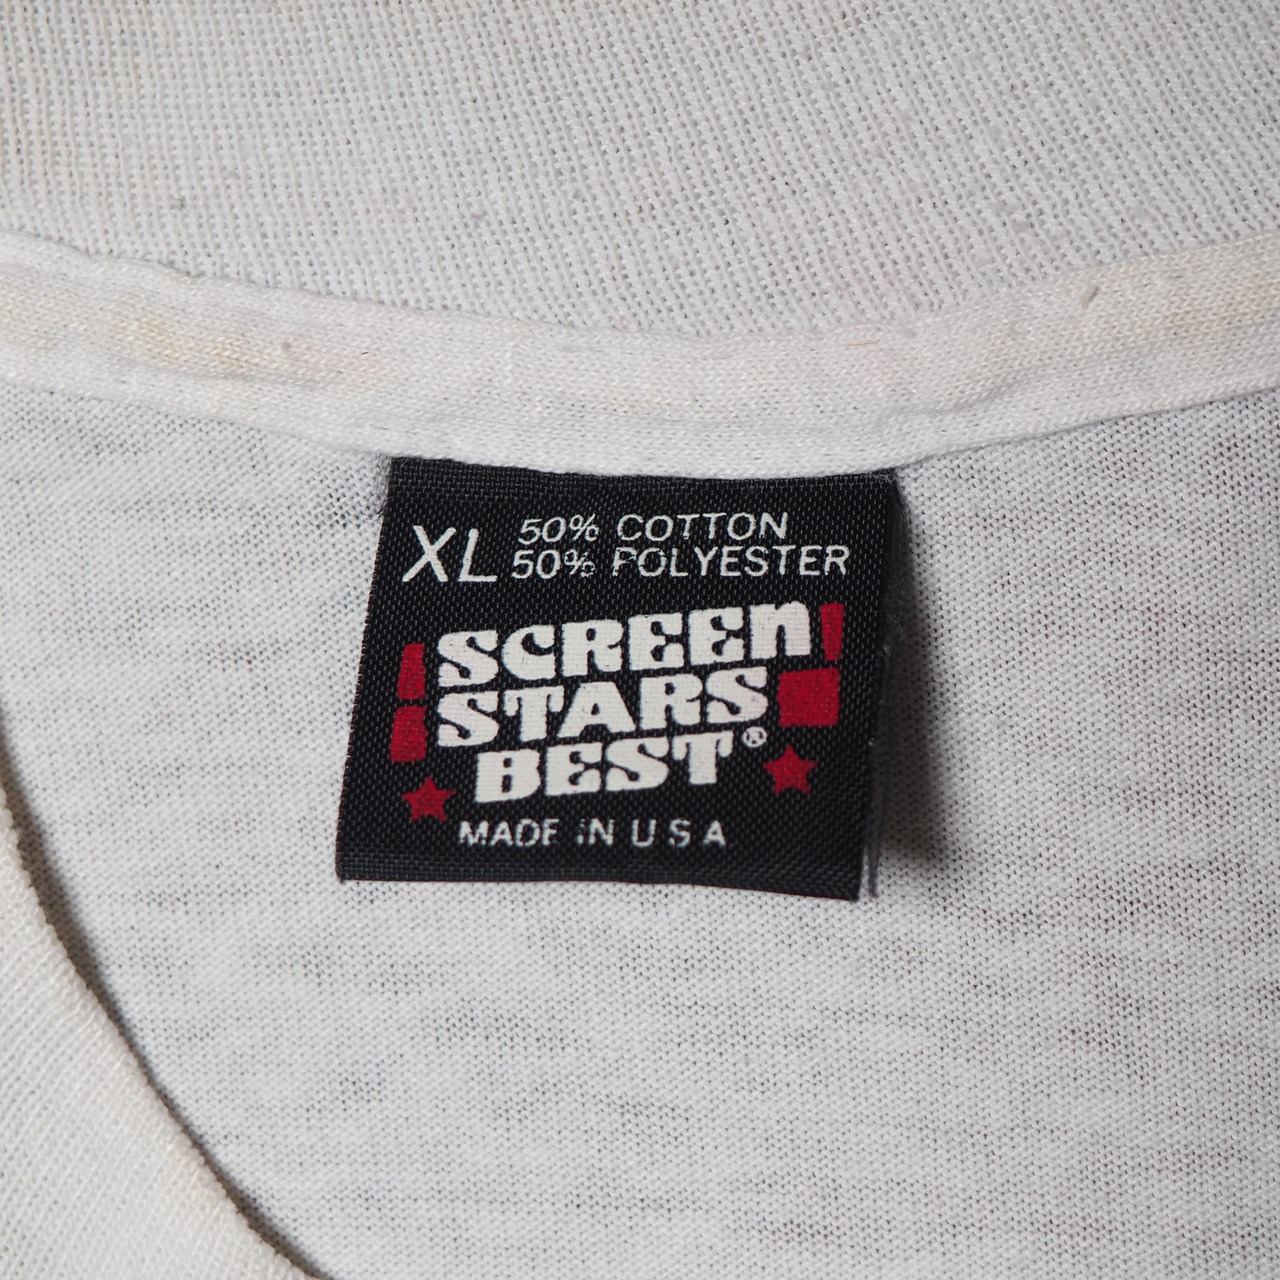 XL 50% COTTON
50% POLYESTER
SCREEN
STARS
BEST®
MADE IN U S A